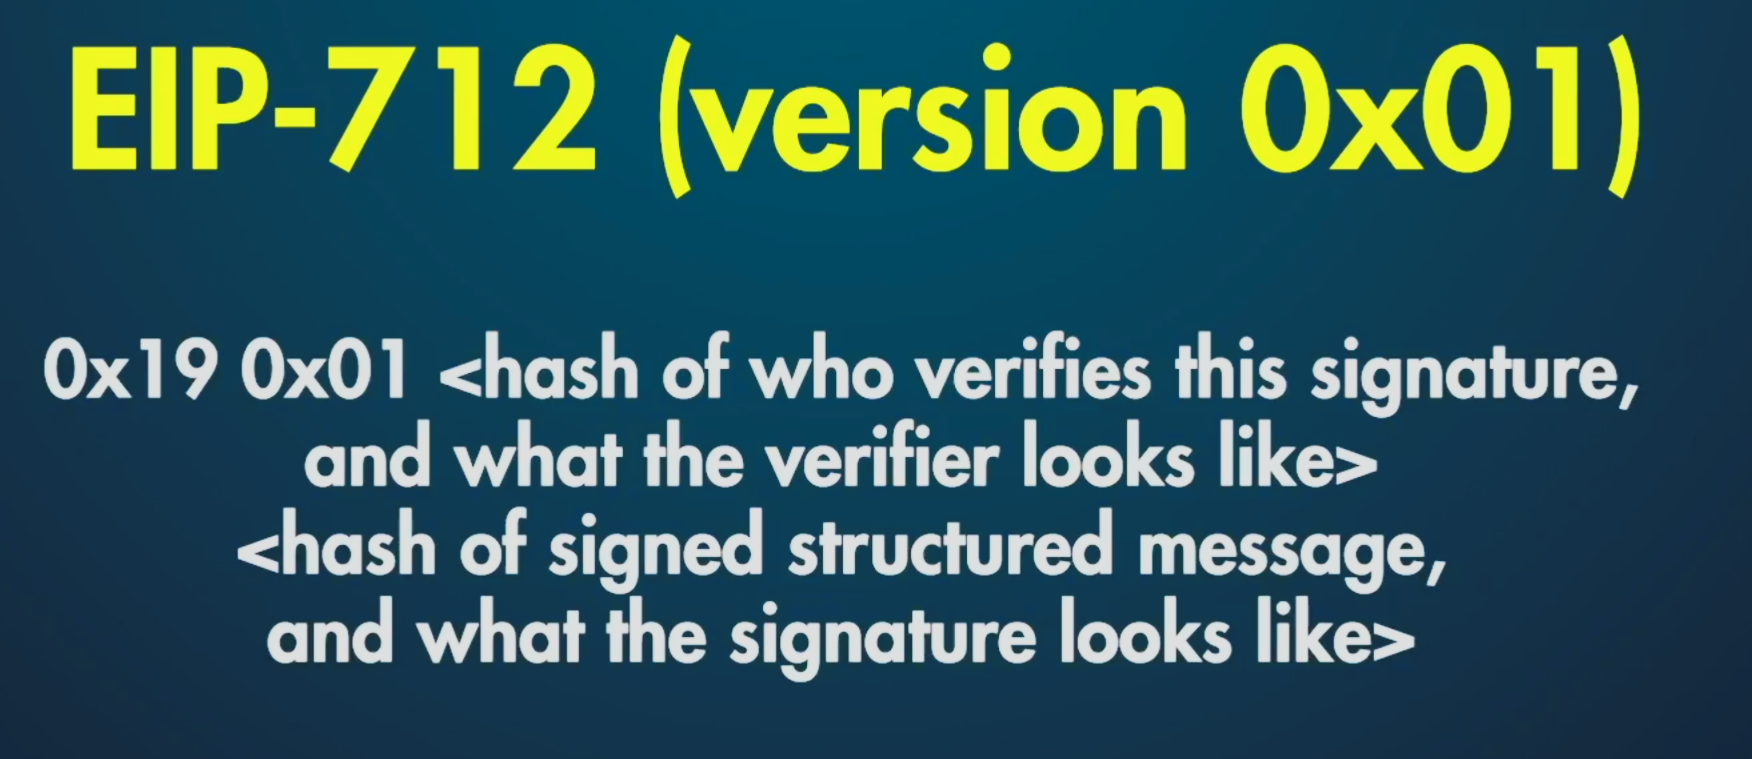 EIP-712 (version 0x01)
0x19 0x01 <hash of who verifies this signature,
and what the verifier looks like>
<hash of signed structured message,
and what the signature looks like>